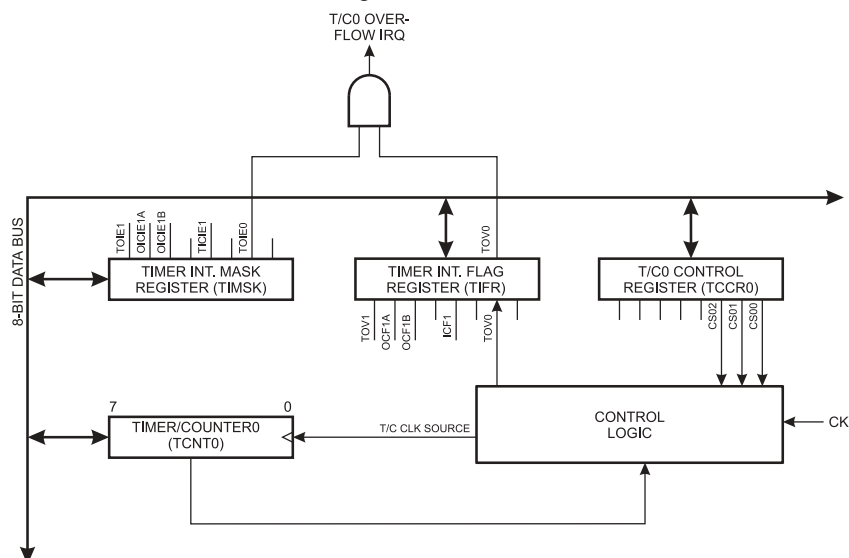 T/C0 OVER-
FLOW IRQ
8-BIT DATA BUS
TOIE1
OICIE1A
OICIE1B
TICIE1
TOIE0
TOV0
TIMER INT. MASK
REGISTER (TIMSK)
TIMER INT. FLAG
REGISTER (TIFR)
T/C0 CONTROL
REGISTER (TCCR0)
TOV1
OCF1A
OCF1B
ICF1
TOV0
CS02
CS01
CS00
7 0
TIMER/COUNTER0
(TCNT0)
T/C CLK SOURCE
CONTROL
LOGIC
CK